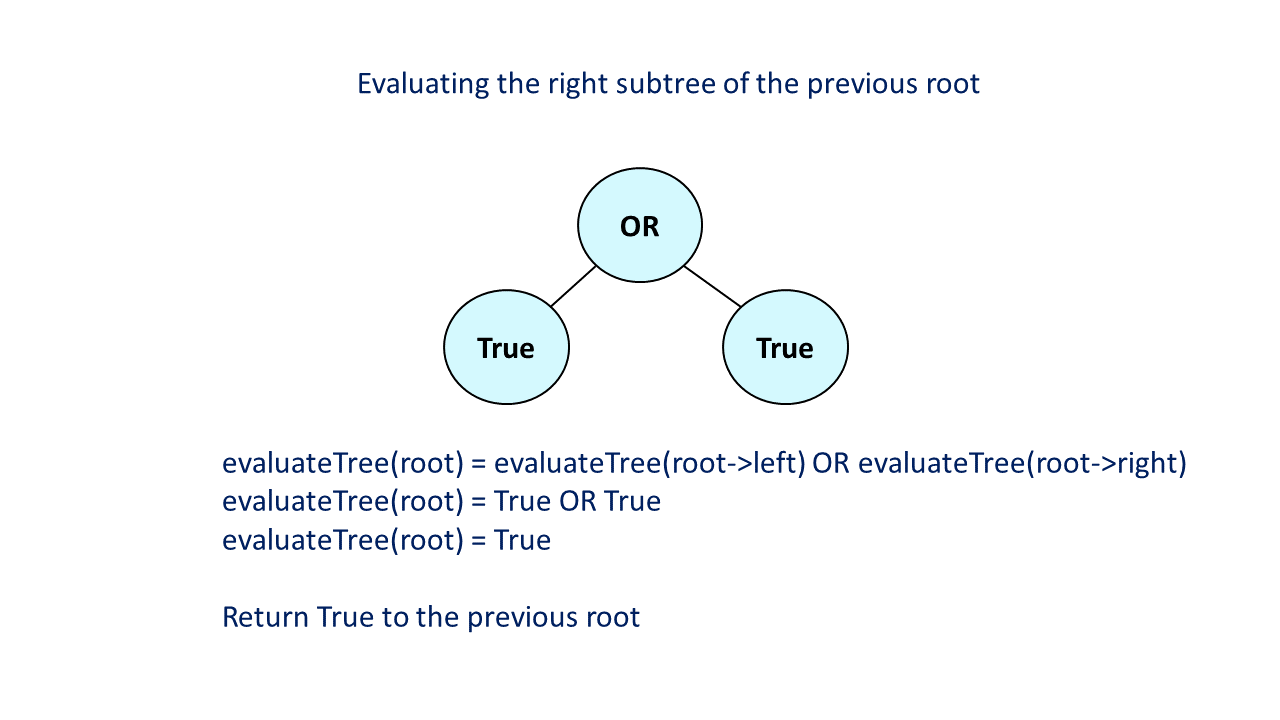 Evaluating the right subtree of the previous root
OR
True
True
evaluateTree(root) = evaluateTree(root->left) OR evaluateTree(root->right)
evaluateTree(root) = True OR True
evaluateTree(root) = True
Return True to the previous root